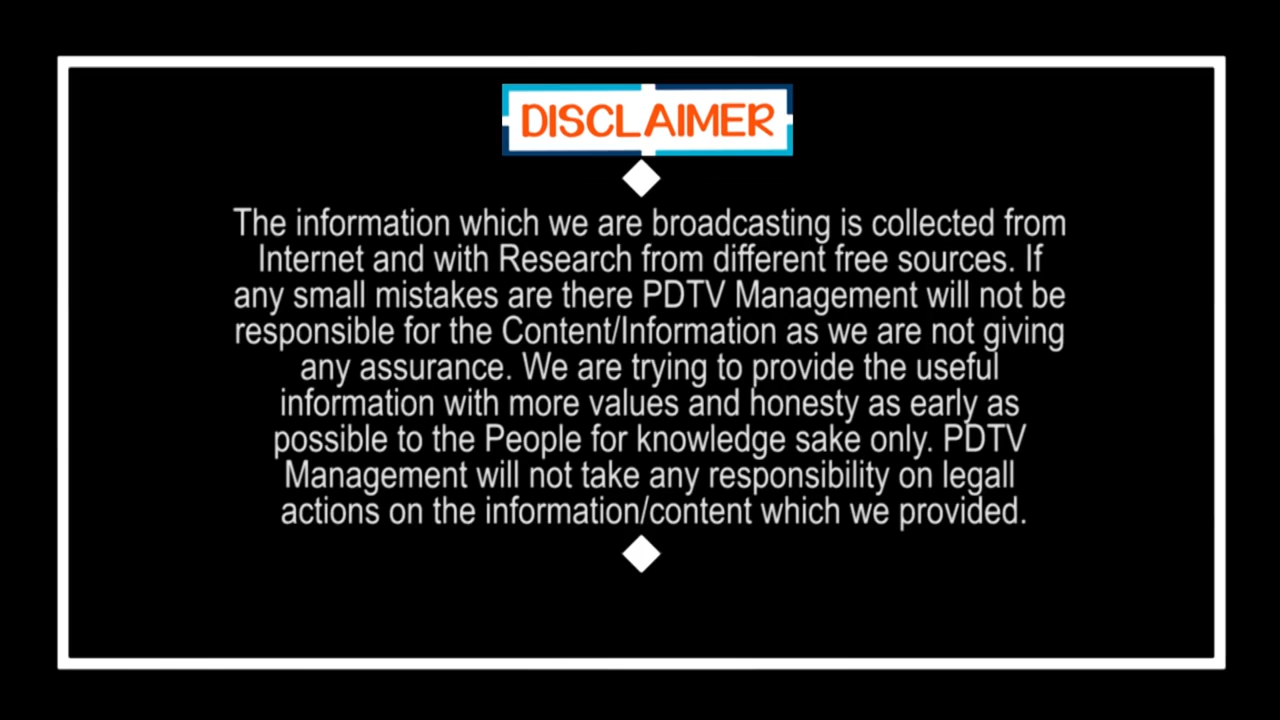 DISCLAIMER
The information which we are broadcasting is collected from
Internet and with Research from different free sources. If
any small mistakes are there PDTV Management will not be
responsible for the Content/Information as we are not giving
any assurance. We are trying to provide the useful
information with more values and honesty as early as
possible to the People for knowledge sake only. PDTV
Management will not take any responsibility on legall
actions on the information/content which we provided.